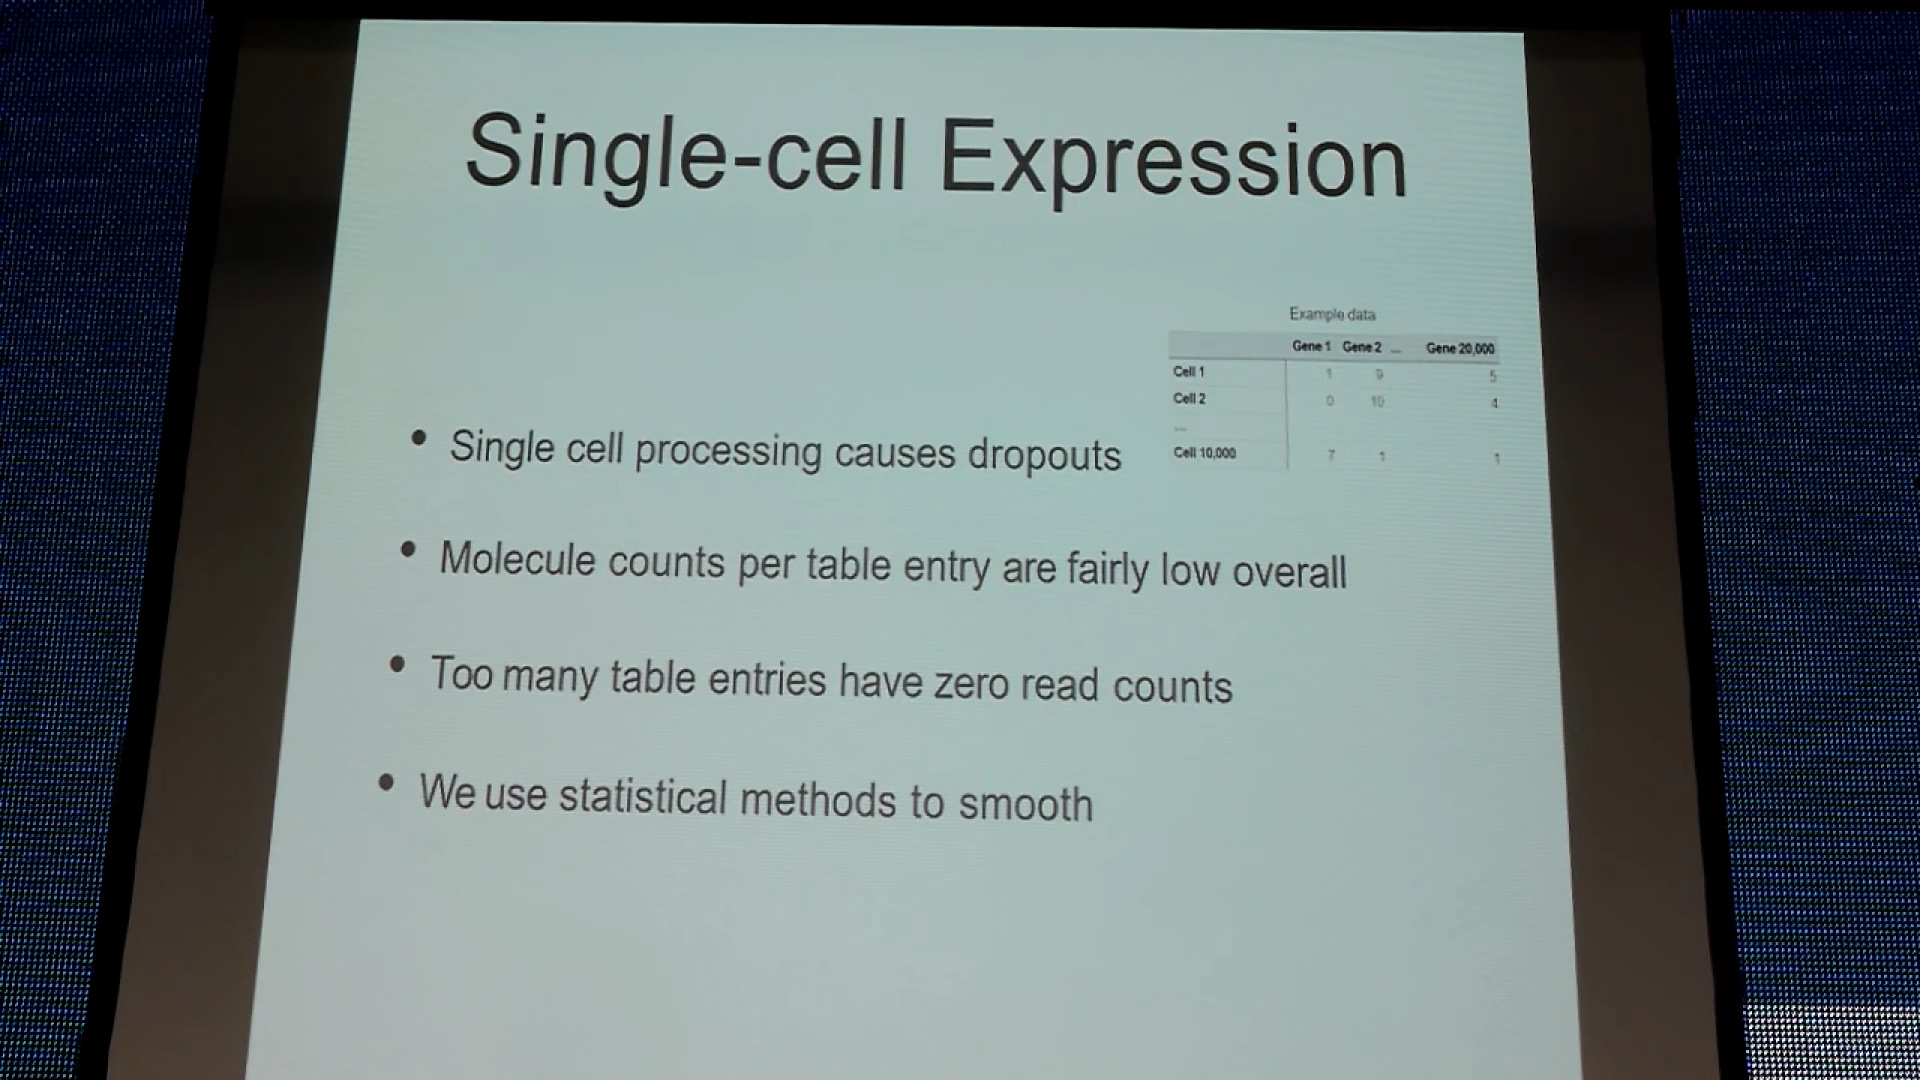 Single-cell Expression
Example data
Gene 1 Gene 2 ... Gene 20,000
Cell 1 1 9 5
Cell 2 0 10 4
...
Cell 10,000 7 1 1
• Single cell processing causes dropouts
• Molecule counts per table entry are fairly low overall
• Too many table entries have zero read counts
• We use statistical methods to smooth